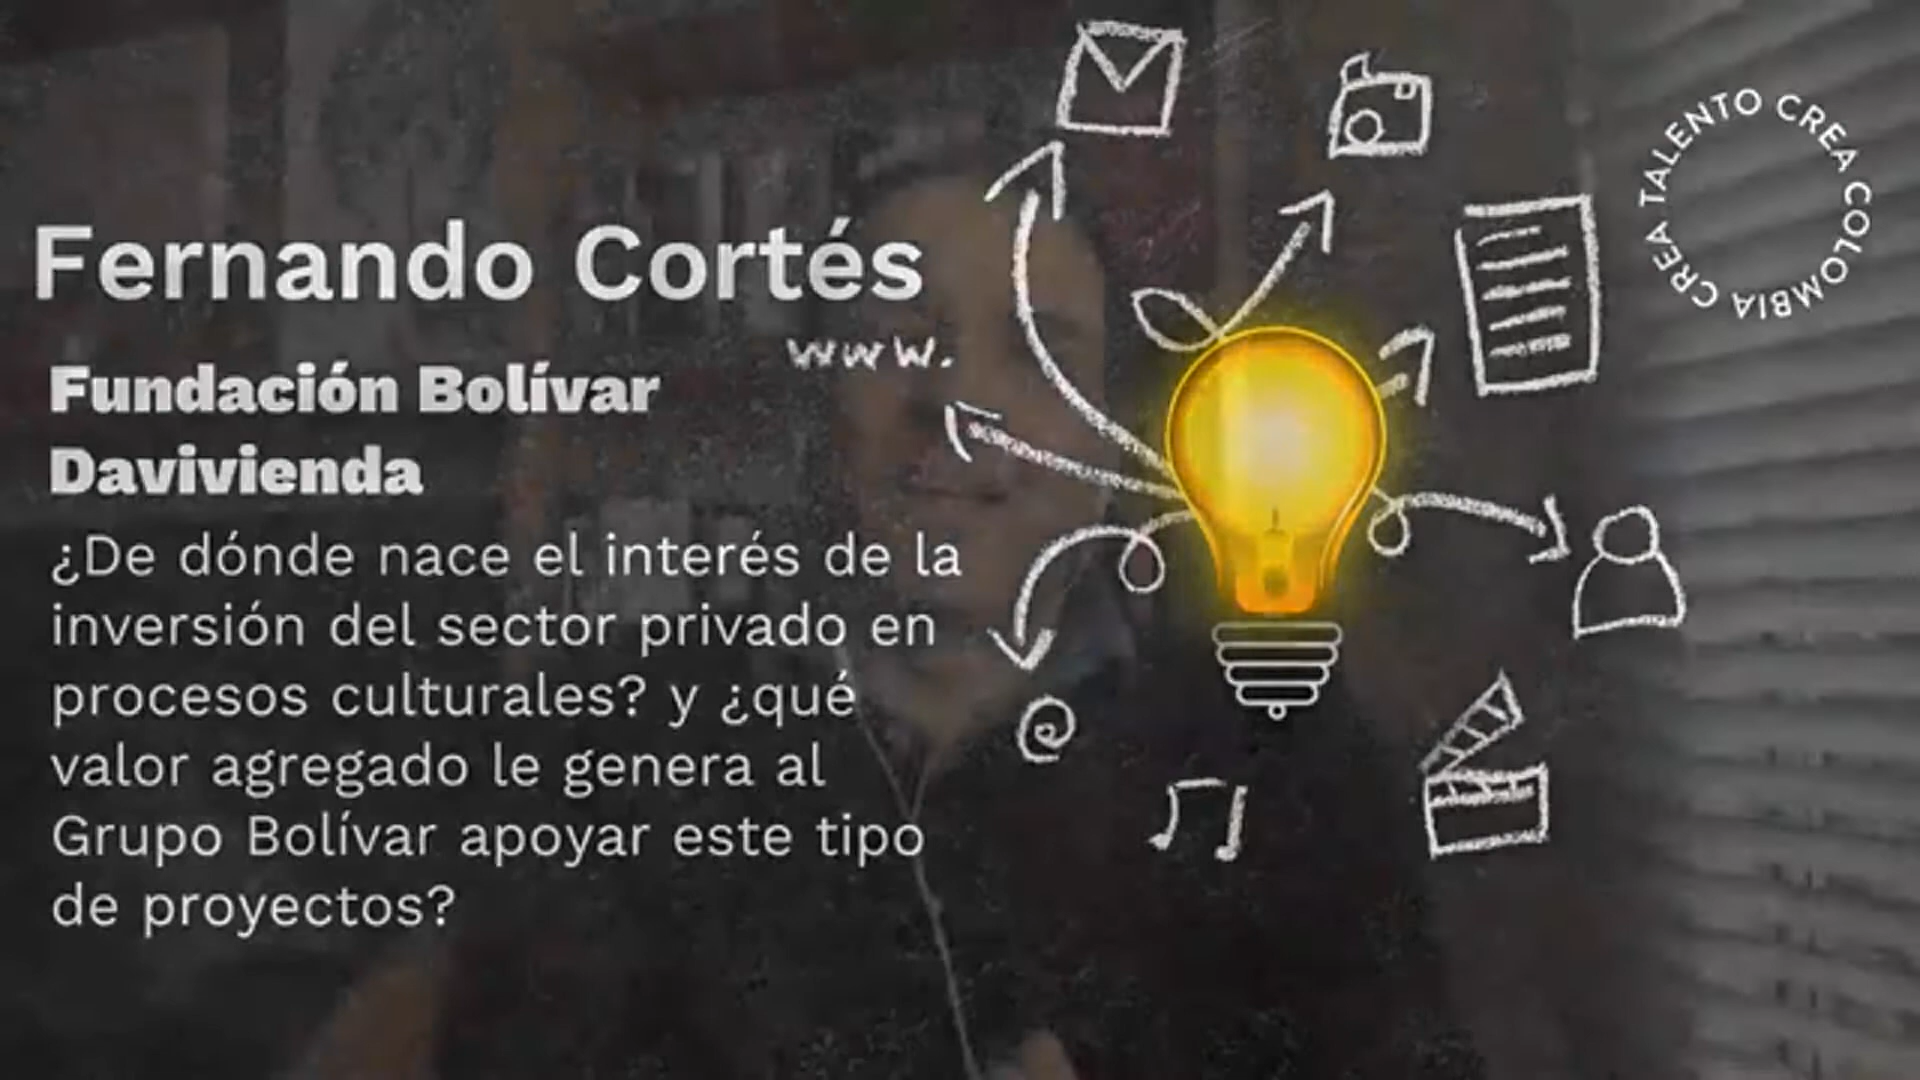 Fernando Cortés
www.
Fundación Bolívar
Davivienda
¿De dónde nace el interés de la
inversión del sector privado en
procesos culturales? y ¿qué
valor agregado le genera al
Grupo Bolívar apoyar este tipo
de proyectos?
@
CREA TALENTO CREA COLOMBIA